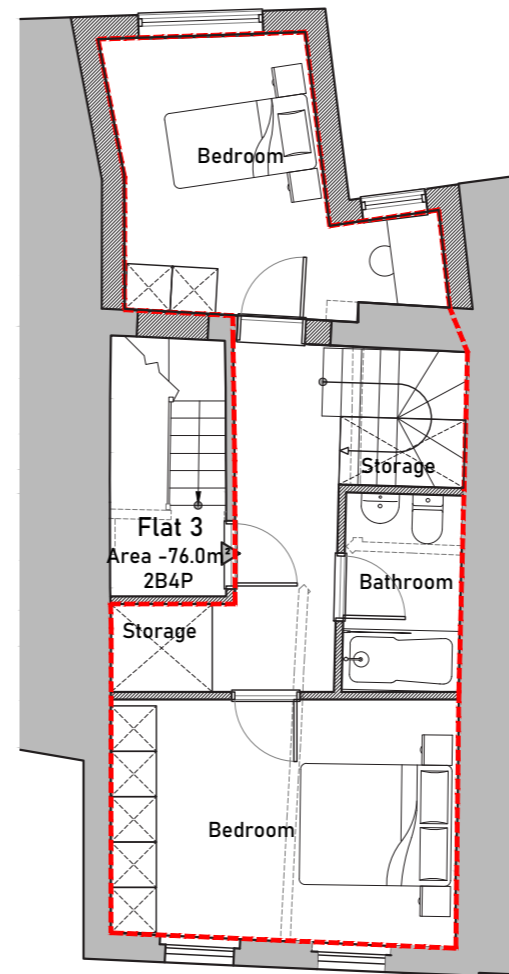 Bedroom
Storage
Flat 3
Area -76.0m²
2B4P
Bathroom
Storage
Bedroom